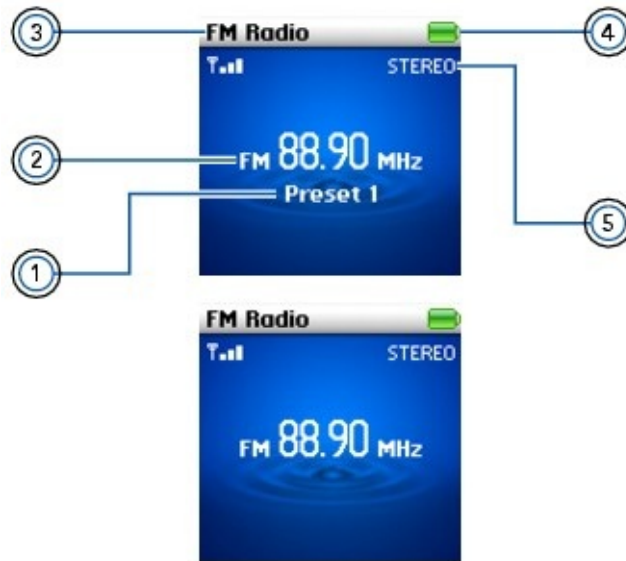 3
FM Radio
4
STEREO
2
FM 88.90 MHz
Preset 1
5
1
FM Radio
STEREO
FM 88.90 MHz